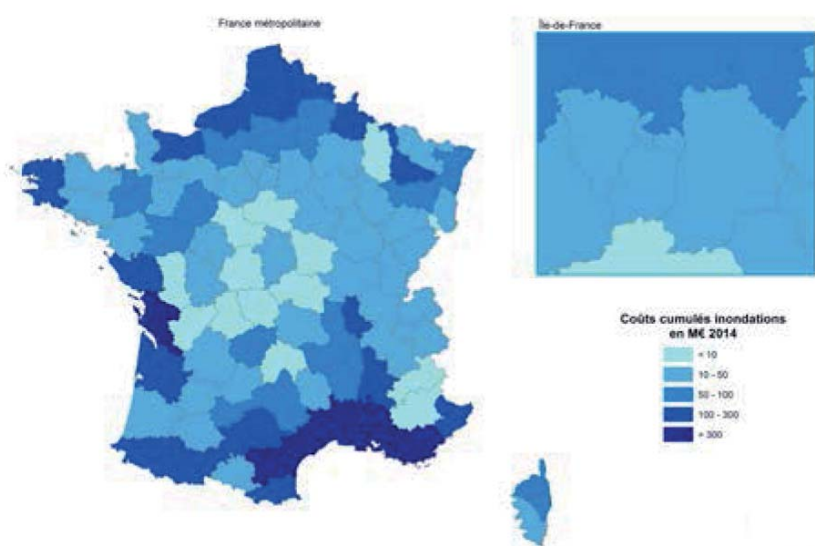 France métropolitaine
Île-de-France
Coûts cumulés inondations
en M€ 2014
< 10
10 - 50
50 - 100
100 - 300
> 300